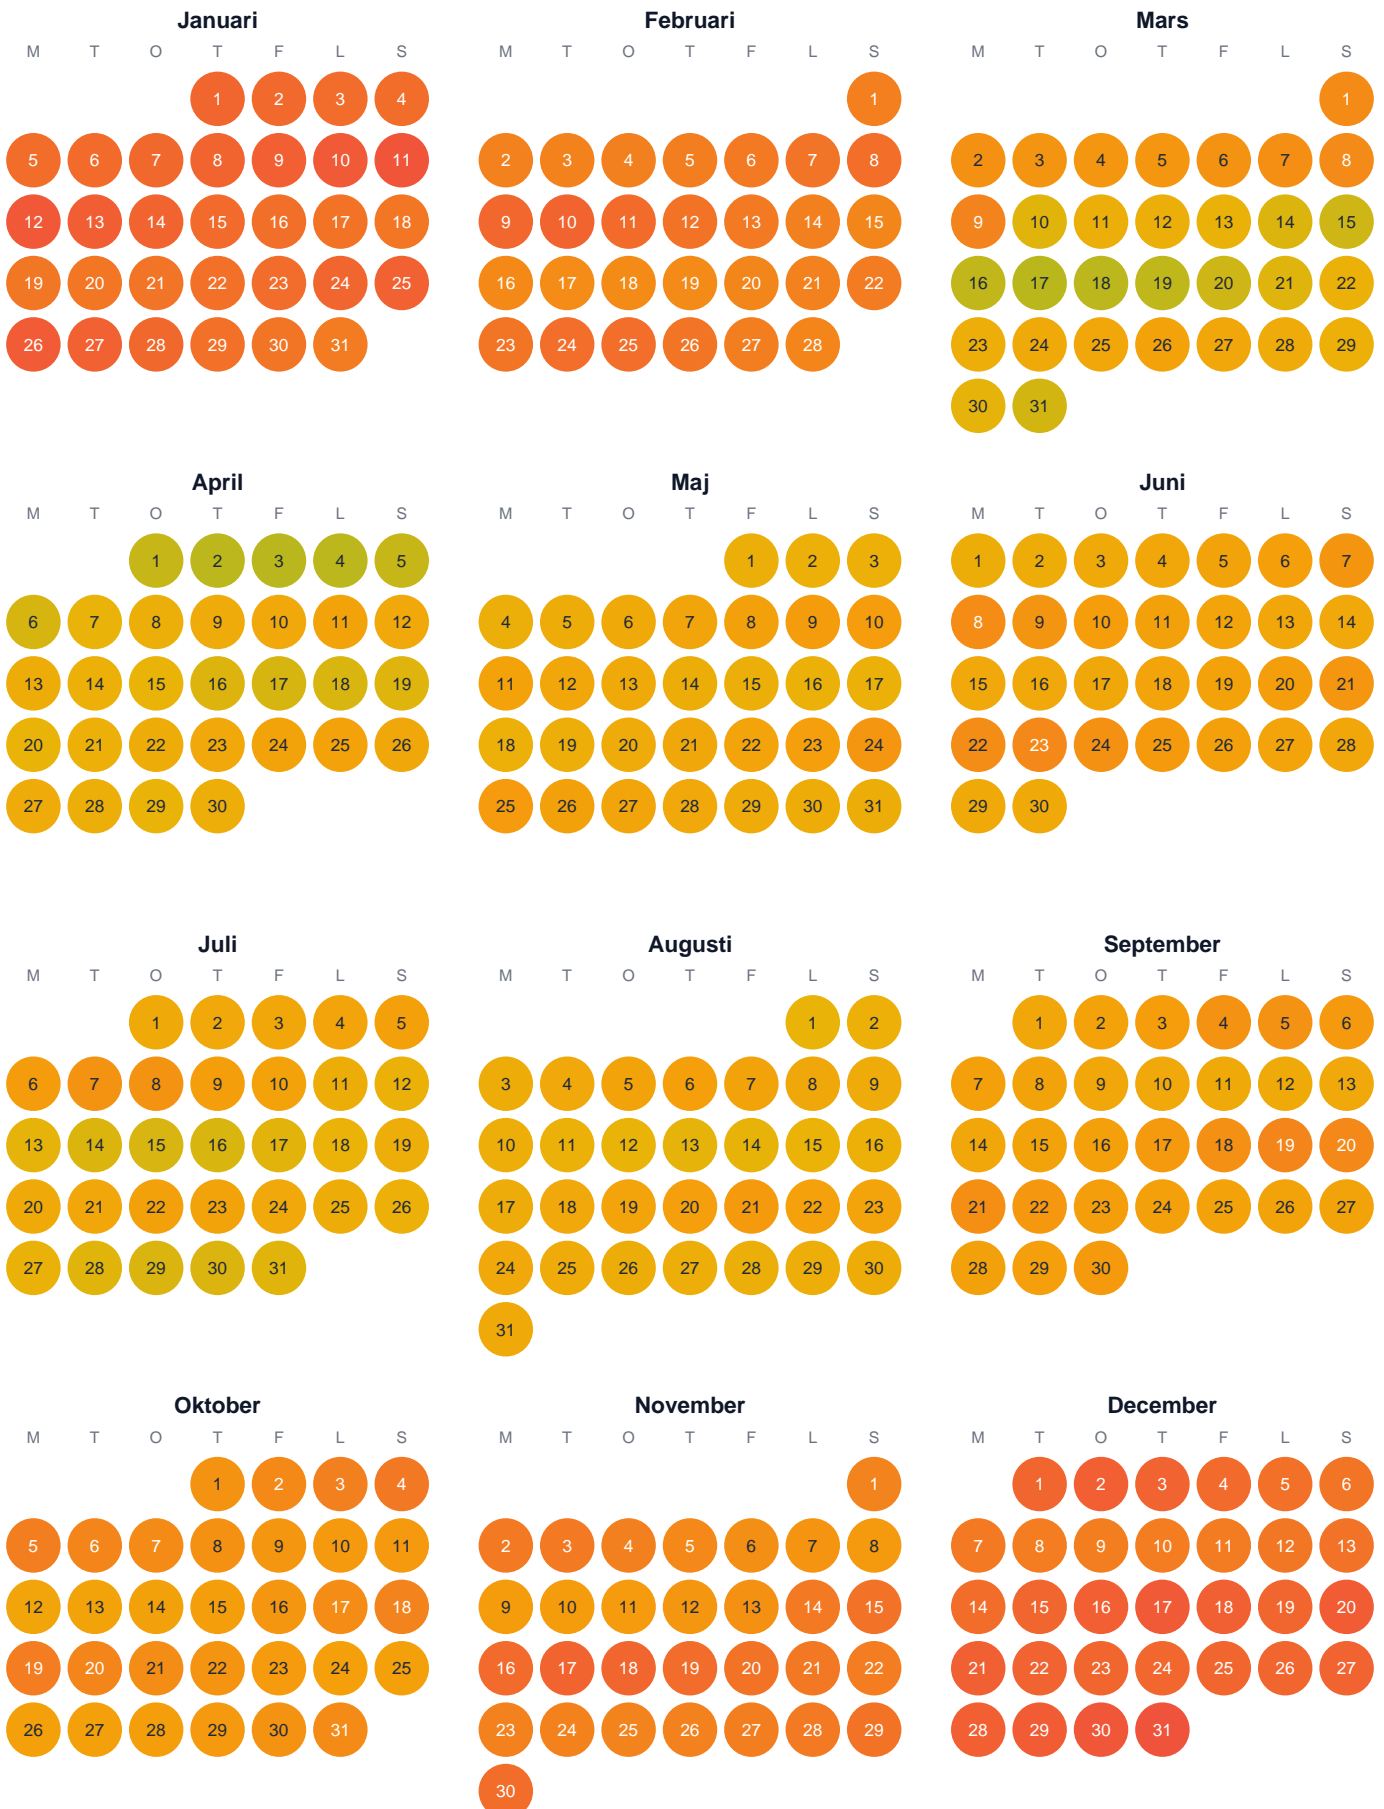 Januari Februari Mars
M T O T F L S M T O T F L S M T O T F L S
1 2 3 4 1 1
5 6 7 8 9 10 11 2 3 4 5 6 7 8 2 3 4 5 6 7 8
12 13 14 15 16 17 18 9 10 11 12 13 14 15 9 10 11 12 13 14 15
19 20 21 22 23 24 25 16 17 18 19 20 21 22 16 17 18 19 20 21 22
26 27 28 29 30 31 23 24 25 26 27 28 23 24 25 26 27 28 29
30 31
April Maj Juni
M T O T F L S M T O T F L S M T O T F L S
1 2 3 4 5 1 2 3 1 2 3 4 5 6 7
6 7 8 9 10 11 12 4 5 6 7 8 9 10 8 9 10 11 12 13 14
13 14 15 16 17 18 19 11 12 13 14 15 16 17 15 16 17 18 19 20 21
20 21 22 23 24 25 26 18 19 20 21 22 23 24 22 23 24 25 26 27 28
27 28 29 30 25 26 27 28 29 30 31 29 30
Juli Augusti September
M T O T F L S M T O T F L S M T O T F L S
1 2 3 4 5 1 2 1 2 3 4 5 6
6 7 8 9 10 11 12 3 4 5 6 7 8 9 7 8 9 10 11 12 13
13 14 15 16 17 18 19 10 11 12 13 14 15 16 14 15 16 17 18 19 20
20 21 22 23 24 25 26 17 18 19 20 21 22 23 21 22 23 24 25 26 27
27 28 29 30 31 24 25 26 27 28 29 30 28 29 30
31
Oktober November December
M T O T F L S M T O T F L S M T O T F L S
1 2 3 4 1 1 2 3 4 5 6
5 6 7 8 9 10 11 2 3 4 5 6 7 8 7 8 9 10 11 12 13
12 13 14 15 16 17 18 9 10 11 12 13 14 15 14 15 16 17 18 19 20
19 20 21 22 23 24 25 16 17 18 19 20 21 22 21 22 23 24 25 26 27
26 27 28 29 30 31 23 24 25 26 27 28 29 28 29 30 31
30